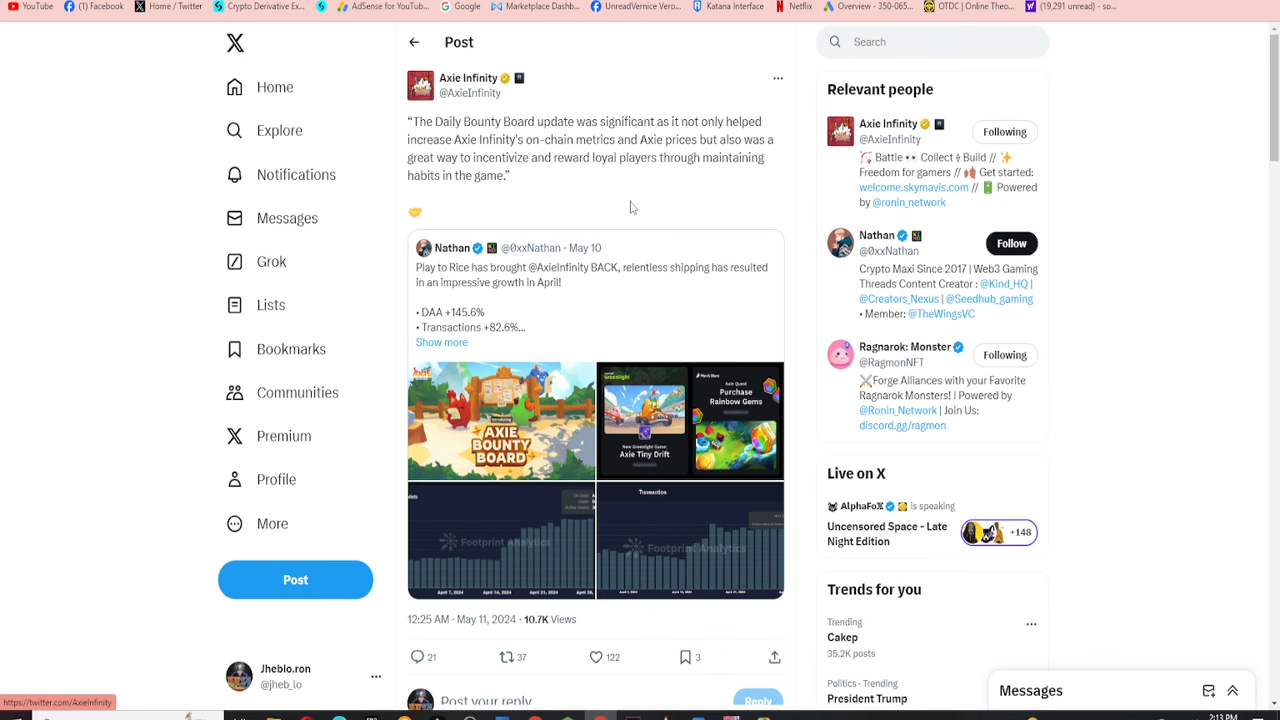 YouTube
(1) Facebook
Home / Twitter
Crypto Derivative Ex...
AdSense for YouTub...
Google
Marketplace Dashb...
UnreadVernice Vero...
Katana Interface
Netflix
Overview - 350-065...
OTDC | Online Theo...
(19,291 unread) - so...
Home
Explore
Notifications
Messages
Grok
Lists
Bookmarks
Communities
Premium
Profile
More
Post
Jheblo.ron
@jheb_lo
https://twitter.com/AxieInfinity
Post
Axie Infinity
@AxieInfinity
“The Daily Bounty Board update was significant as it not only helped
increase Axie Infinity's on-chain metrics and Axie prices but also was a
great way to incentivize and reward loyal players through maintaining
habits in the game.”
Nathan @0xxNathan · May 10
Play to Rice has brought @AxieInfinity BACK, relentless shipping has resulted
in an impressive growth in April!
• DAA +145.6%
• Transactions +82.6%...
Show more
Introducing
AXIE
BOUNTY
BOARD
Greenlight
New Greenlight Game:
Axie Tiny Drift
Axie Quest
Purchase
Rainbow Gems
Footprint Analytics
April 7, 2024 April 14, 2024 April 21, 2024 April 28,
Transaction
Footprint Analytics
12:25 AM · May 11, 2024 · 10.7K Views
21
37
122
3
Post your reply
Reply
Search
Relevant people
Axie Infinity
@AxieInfinity
Following
Battle Collect Build //
Freedom for gamers // Get started:
welcome.skymavis.com // Powered
by @ronin_network
Nathan
@0xxNathan
Follow
Crypto Maxi Since 2017 | Web3 Gaming
Threads Content Creator : @Kind_HQ |
@Creators_Nexus | @Seedhub_gaming
• Member: @TheWingsVC
Ragnarok: Monster
@RagmonNFT
Following
Forge Alliances with your Favorite
Ragnarok Monsters! | Powered by
@Ronin_Network | Join Us:
discord.gg/ragmon
Live on X
AlphaFoX is speaking
Uncensored Space - Late
Night Edition
+148
Trends for you
Trending
Cakep
35.2K posts
Politics · Trending
President Trump
Messages
2:13 PM